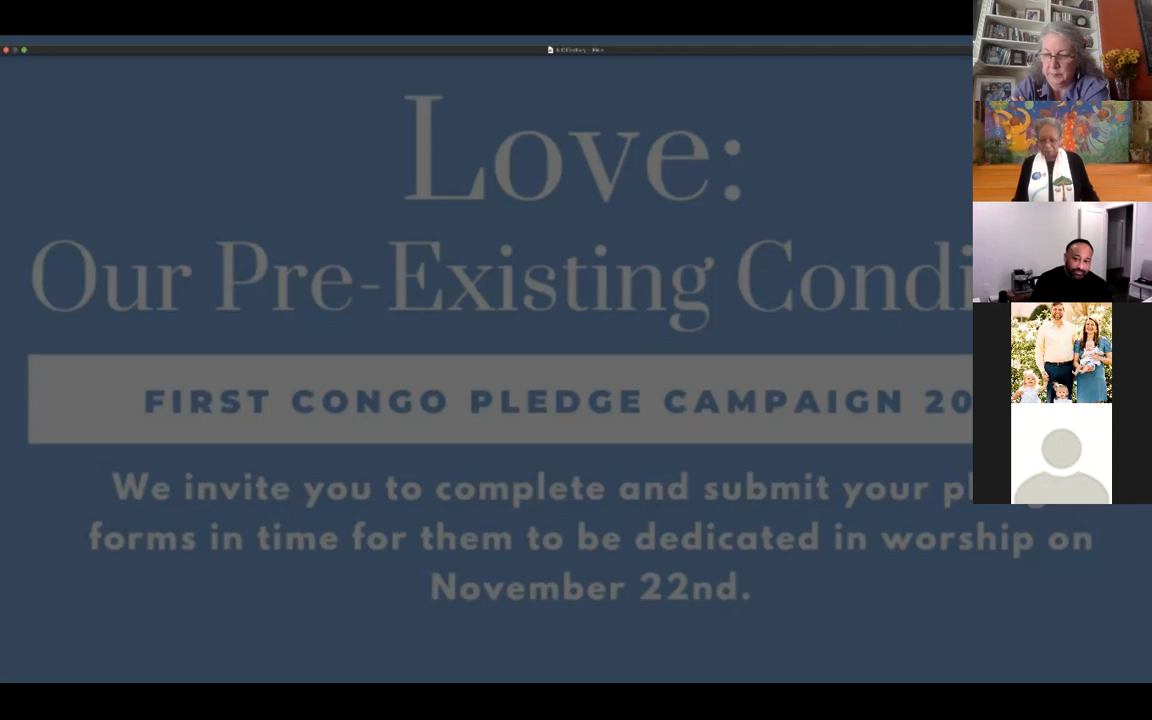 Love:
Our Pre-Existing Condi
FIRST CONGO PLEDGE CAMPAIGN 20
We invite you to complete and submit your
forms in time for them to be dedicated in worship on
November 22nd.